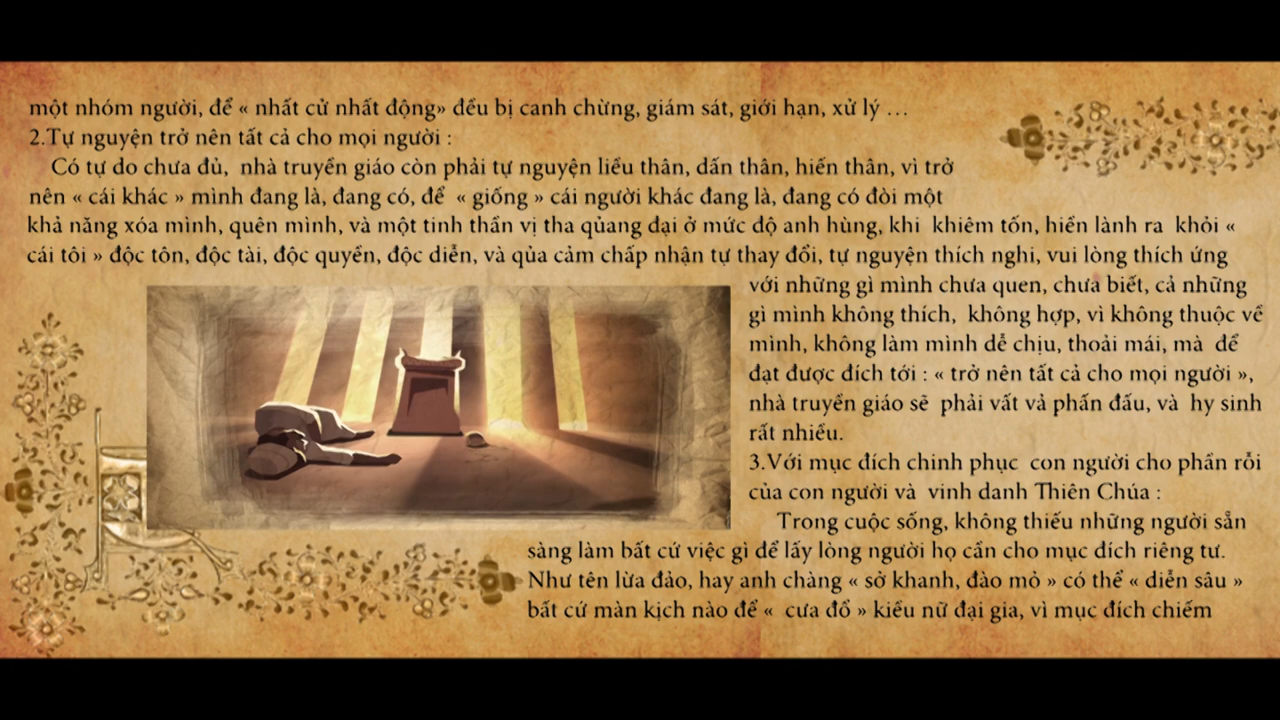 một nhóm người, để « nhất cử nhất động» đều bị canh chừng, giám sát, giới hạn, xử lý …
2.Tự nguyện trở nên tất cả cho mọi người :
Có tự do chưa đủ, nhà truyền giáo còn phải tự nguyện liều thân, dấn thân, hiến thân, vì trở
nên « cái khác » mình đang là, đang có, để « giống » cái người khác đang là, đang có đòi một
khả năng xóa mình, quên mình, và một tinh thần vị tha qủang đại ở mức độ anh hùng, khi khiêm tốn, hiền lành ra khỏi «
cái tôi » độc tôn, độc tài, độc quyền, độc diễn, và qủa cảm chấp nhận tự thay đổi, tự nguyện thích nghi, vui lòng thích ứng
với những gì mình chưa quen, chưa biết, cả những
gì mình không thích, không hợp, vì không thuộc về
mình, không làm mình dễ chịu, thoải mái, mà để
đạt được đích tới : « trở nên tất cả cho mọi người »,
nhà truyền giáo sẽ phải vất vả phấn đấu, và hy sinh
rất nhiều.
3.Với mục đích chinh phục con người cho phần rỗi
của con người và vinh danh Thiên Chúa :
Trong cuộc sống, không thiếu những người sẵn
sàng làm bất cứ việc gì để lấy lòng người họ cần cho mục đích riêng tư.
Như tên lừa đảo, hay anh chàng « sở khanh, đào mỏ » có thể « diễn sâu »
bất cứ màn kịch nào để « cưa đổ » kiều nữ đại gia, vì mục đích chiếm